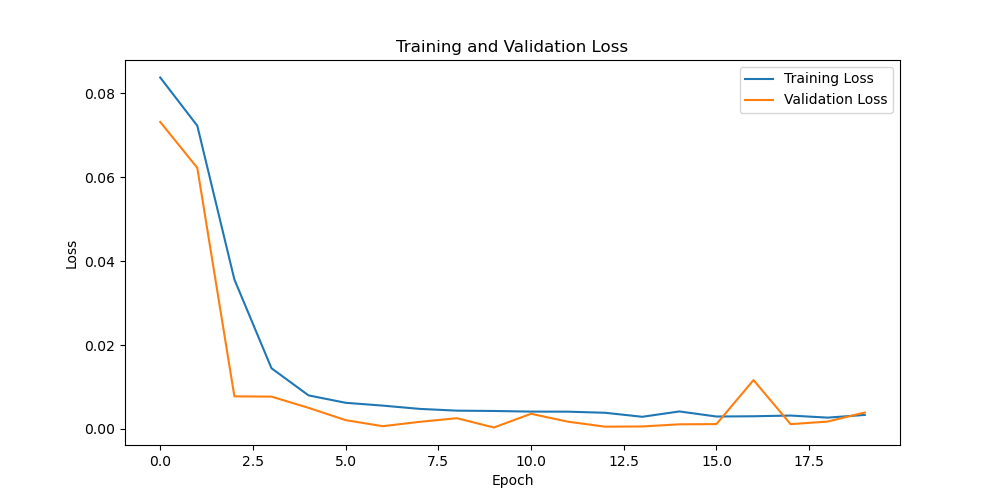 Training and Validation Loss
Training Loss
Validation Loss
0.08
0.06
0.04
0.02
0.00
Loss
0.0 2.5 5.0 7.5 10.0 12.5 15.0 17.5
Epoch